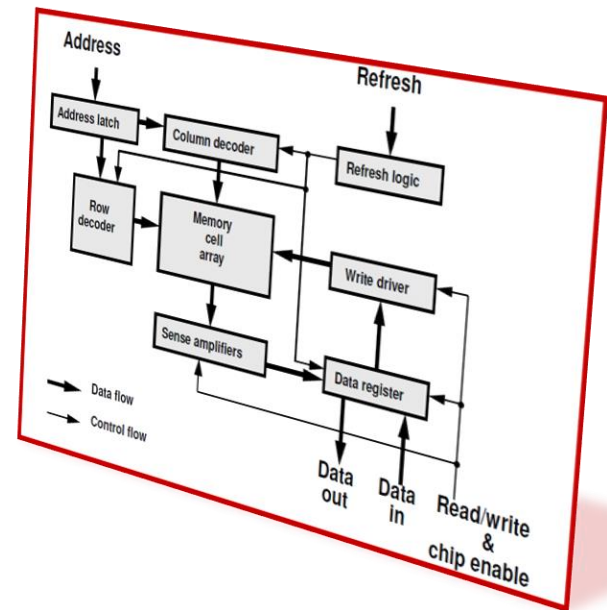 Address
Refresh
Address latch
Column decoder
Refresh logic
Row
decoder
Memory
cell
array
Write driver
Sense amplifiers
Data register
Data flow
Control flow
Data
out
Data
in
Read/write
&
chip enable